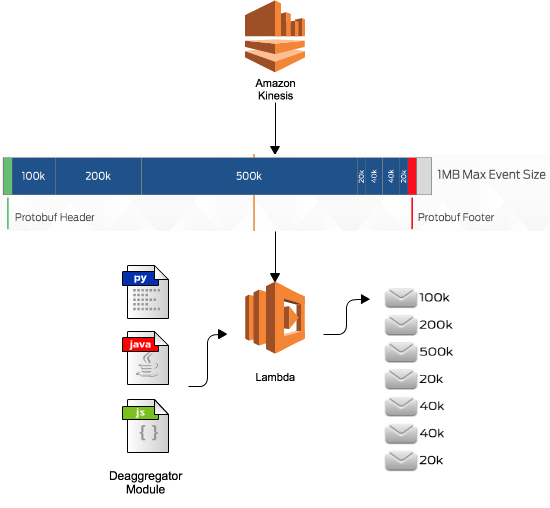 Amazon
Kinesis
100k 200k 500k 20k 40k 40k 20k 1MB Max Event Size
Protobuf Header Protobuf Footer
py
java
js
{ }
Deaggregator
Module
Lambda
100k
200k
500k
20k
40k
40k
20k